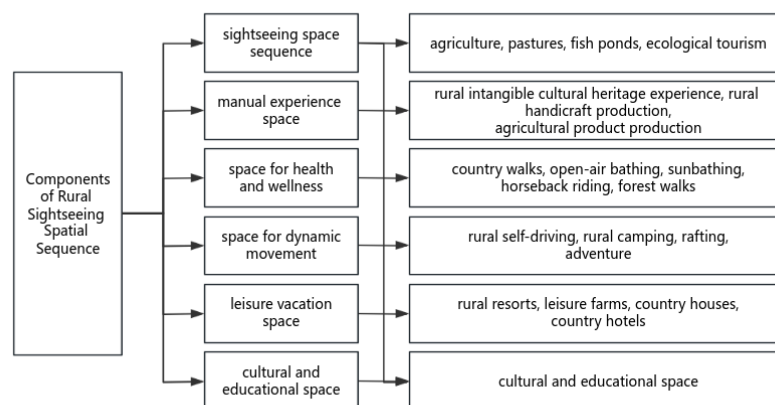 Components
of Rural
Sightseeing
Spatial
Sequence
sightseeing space
sequence
agriculture, pastures, fish ponds, ecological tourism
manual experience
space
rural intangible cultural heritage experience, rural
handicraft production,
agricultural product production
space for health
and wellness
country walks, open-air bathing, sunbathing,
horseback riding, forest walks
space for dynamic
movement
rural self-driving, rural camping, rafting,
adventure
leisure vacation
space
rural resorts, leisure farms, country houses,
country hotels
cultural and
educational space
cultural and educational space